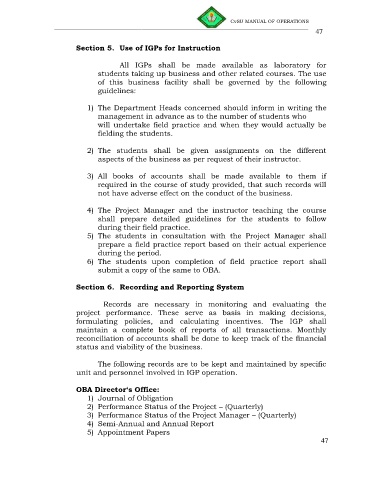 CvSU MANUAL OF OPERATIONS
47
Section 5. Use of IGPs for Instruction
All IGPs shall be made available as laboratory for
students taking up business and other related courses. The use
of this business facility shall be governed by the following
guidelines:
1) The Department Heads concerned should inform in writing the
management in advance as to the number of students who
will undertake field practice and when they would actually be
fielding the students.
2) The students shall be given assignments on the different
aspects of the business as per request of their instructor.
3) All books of accounts shall be made available to them if
required in the course of study provided, that such records will
not have adverse effect on the conduct of the business.
4) The Project Manager and the instructor teaching the course
shall prepare detailed guidelines for the students to follow
during their field practice.
5) The students in consultation with the Project Manager shall
prepare a field practice report based on their actual experience
during the period.
6) The students upon completion of field practice report shall
submit a copy of the same to OBA.
Section 6. Recording and Reporting System
Records are necessary in monitoring and evaluating the
project performance. These serve as basis in making decisions,
formulating policies, and calculating incentives. The IGP shall
maintain a complete book of reports of all transactions. Monthly
reconciliation of accounts shall be done to keep track of the financial
status and viability of the business.
The following records are to be kept and maintained by specific
unit and personnel involved in IGP operation.
OBA Director's Office:
1) Journal of Obligation
2) Performance Status of the Project – (Quarterly)
3) Performance Status of the Project Manager – (Quarterly)
4) Semi-Annual and Annual Report
5) Appointment Papers
47